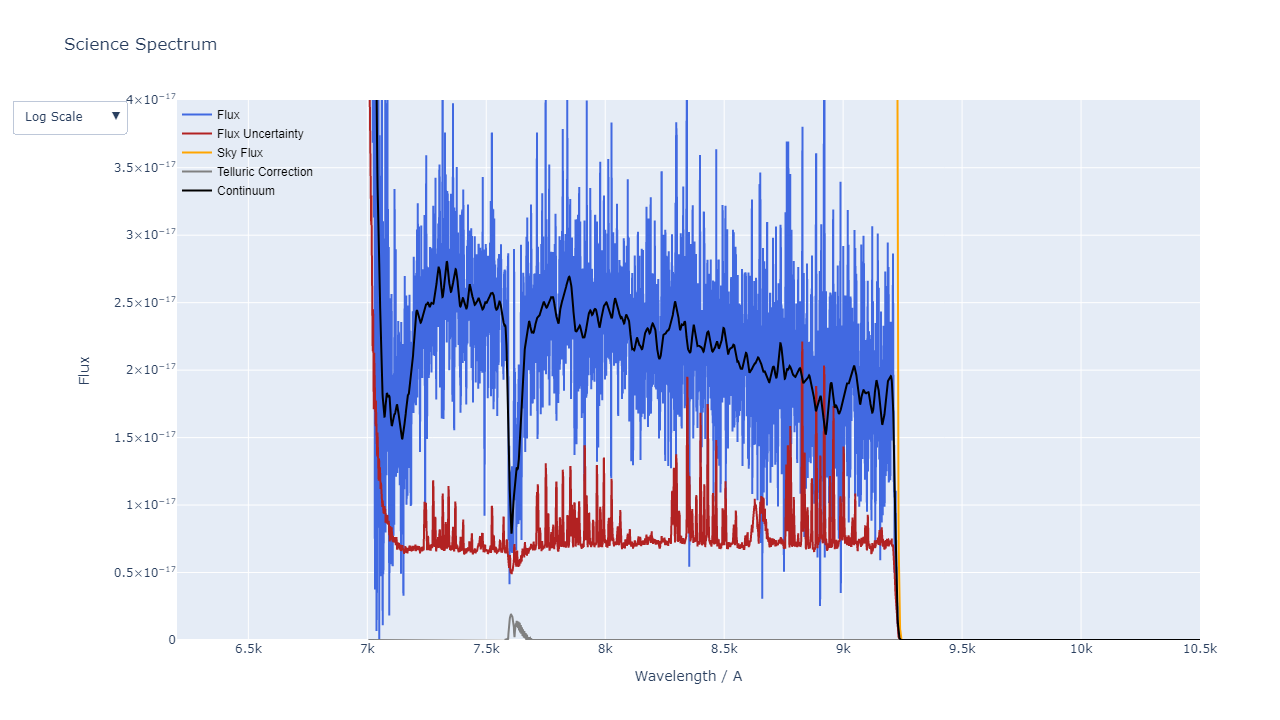 Science Spectrum
Log Scale ▼
Flux
Flux Uncertainty
Sky Flux
Telluric Correction
Continuum
4×10⁻¹⁷
3.5×10⁻¹⁷
3×10⁻¹⁷
2.5×10⁻¹⁷
2×10⁻¹⁷
1.5×10⁻¹⁷
1×10⁻¹⁷
0.5×10⁻¹⁷
0
Flux
6.5k 7k 7.5k 8k 8.5k 9k 9.5k 10k 10.5k
Wavelength / A